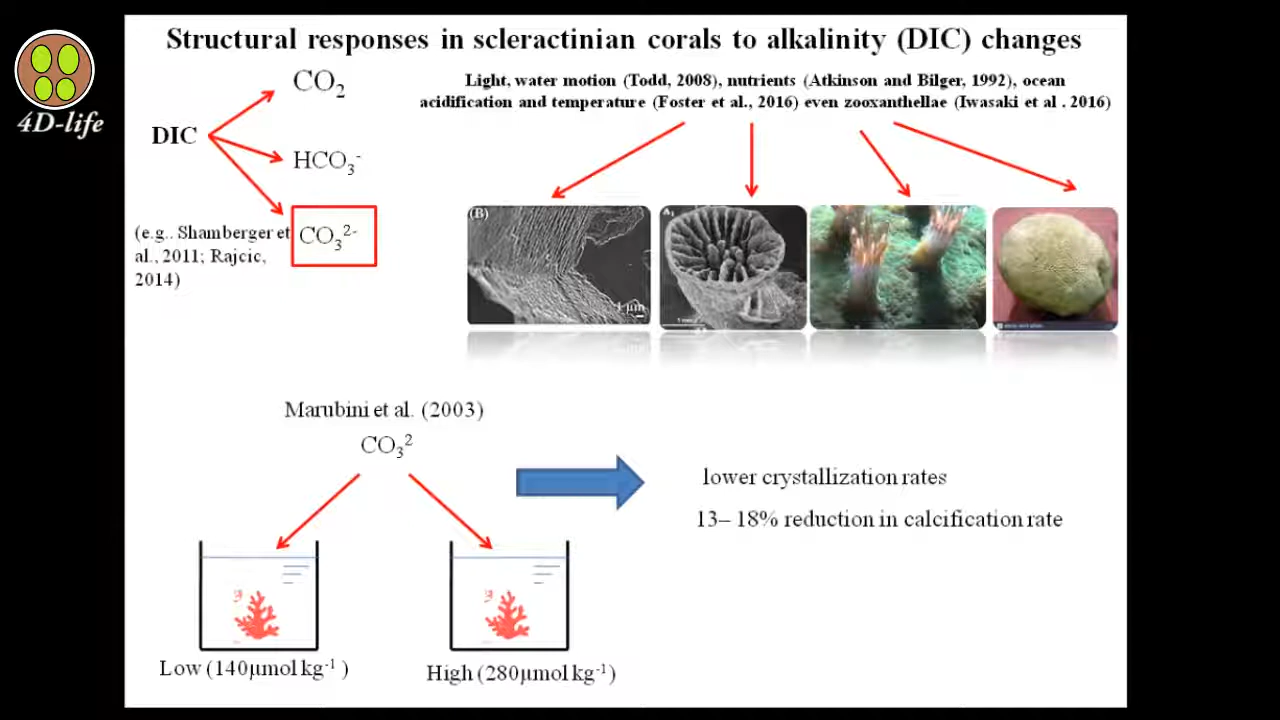 Structural responses in scleractinian corals to alkalinity (DIC) changes
4D-life
DIC
CO2
HCO3-
CO32-
(e.g.. Shamberger et
al., 2011; Rajcic,
2014)
Light, water motion (Todd, 2008), nutrients (Atkinson and Bilger, 1992), ocean
acidification and temperature (Foster et al., 2016) even zooxanthellae (Iwasaki et al . 2016)
(B)
1 μm
A1
Marubini et al. (2003)
CO32
lower crystallization rates
13– 18% reduction in calcification rate
Low (140μmol kg-1 )
High (280μmol kg-1)